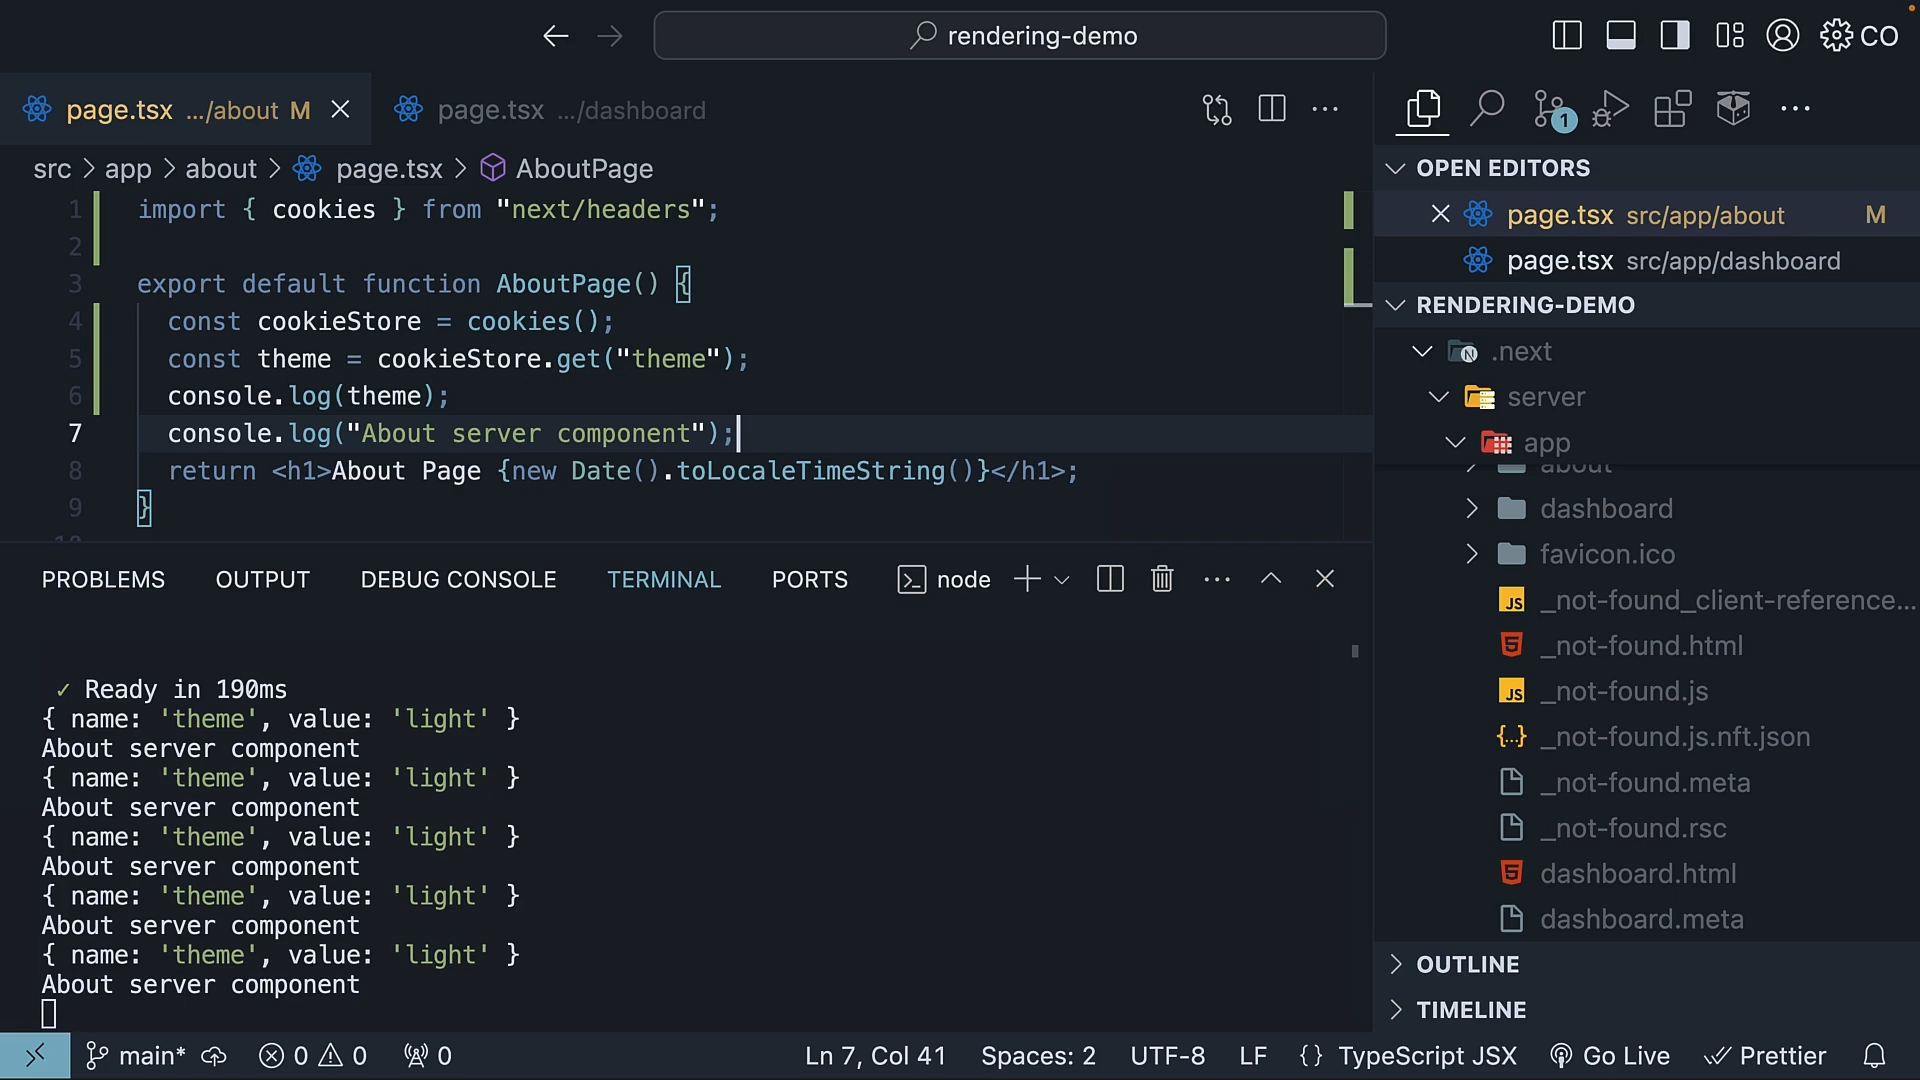 rendering-demo
CO
page.tsx .../about M
page.tsx .../dashboard
src > app > about > page.tsx > AboutPage
1 import { cookies } from "next/headers";
2
3 export default function AboutPage() {
4 const cookieStore = cookies();
5 const theme = cookieStore.get("theme");
6 console.log(theme);
7 console.log("About server component");
8 return <h1>About Page {new Date().toLocaleTimeString()}</h1>;
9 }
10
PROBLEMS OUTPUT DEBUG CONSOLE TERMINAL PORTS node
✓ Ready in 190ms
{ name: 'theme', value: 'light' }
About server component
{ name: 'theme', value: 'light' }
About server component
{ name: 'theme', value: 'light' }
About server component
{ name: 'theme', value: 'light' }
About server component
{ name: 'theme', value: 'light' }
About server component
1
OPEN EDITORS
page.tsx src/app/about M
page.tsx src/app/dashboard
RENDERING-DEMO
.next
server
app
about
dashboard
favicon.ico
_not-found_client-reference...
_not-found.html
_not-found.js
_not-found.js.nft.json
_not-found.meta
_not-found.rsc
dashboard.html
dashboard.meta
OUTLINE
TIMELINE
main* 0 0 0 Ln 7, Col 41 Spaces: 2 UTF-8 LF {} TypeScript JSX Go Live Prettier